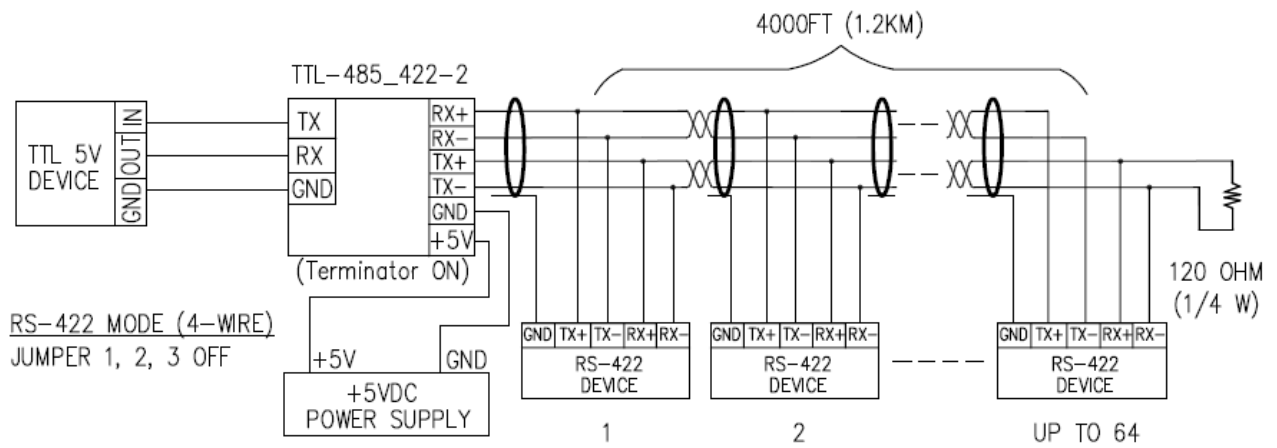 4000FT (1.2KM)
TTL-485_422-2
TTL 5V
DEVICE
IN
OUT
GND
TX
RX
GND
RX+
RX-
TX+
TX-
GND
+5V
(Terminator ON)
RS-422 MODE (4-WIRE)
JUMPER 1, 2, 3 OFF
+5V
GND
+5VDC
POWER SUPPLY
GND TX+ TX- RX+ RX-
RS-422
DEVICE
1
GND TX+ TX- RX+ RX-
RS-422
DEVICE
2
GND TX+ TX- RX+ RX-
RS-422
DEVICE
UP TO 64
120 OHM
(1/4 W)